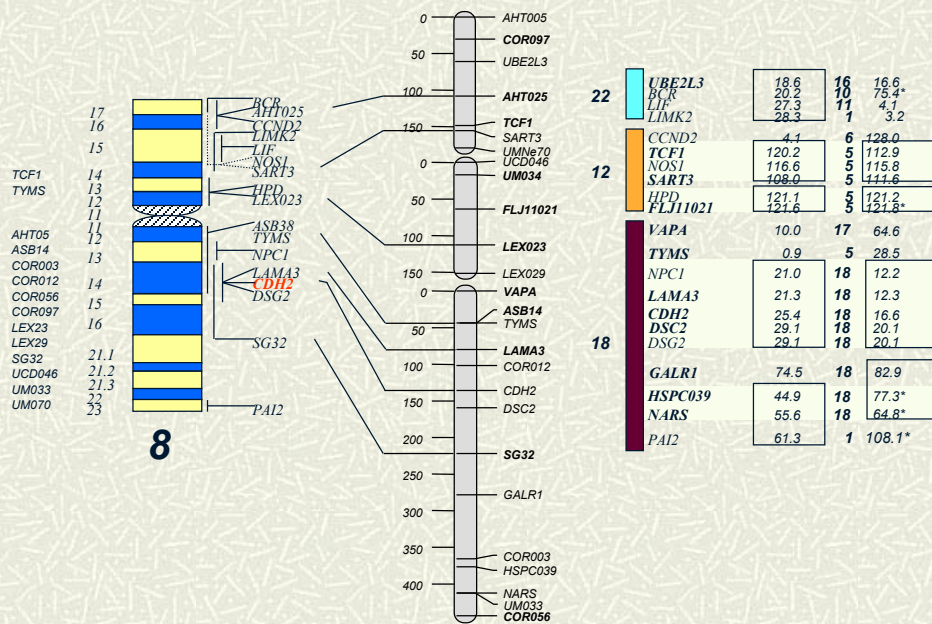 TCF1
TYMS
AHT05
ASB14
COR003
COR012
COR056
COR097
LEX23
LEX29
SG32
UCD046
UM033
UM070
17
16
15
14
13
12
11
11
12
13
14
15
16
21.1
21.2
21.3
22
23
8
BCR
AHT025
CCND2
LIMK2
LIF
NOS1
SART3
HPD
LEX023
ASB38
TYMS
NPC1
LAMA3
CDH2
DSG2
SG32
PAI2
0
50
100
150
AHT005
COR097
UBE2L3
AHT025
TCF1
SART3
UMNe70
0
50
100
150
UCD046
UM034
FLJ11021
LEX023
LEX029
0
50
100
150
200
250
300
350
400
VAPA
ASB14
TYMS
LAMA3
COR012
CDH2
DSC2
SG32
GALR1
COR003
HSPC039
NARS
UM033
COR056
22
UBE2L3 18.6 16 16.6
BCR 20.2 10 75.4*
LIF 27.3 11 4.1
LIMK2 28.3 1 3.2
12
CCND2 4.1 6 128.0
TCF1 120.2 5 112.9
NOS1 116.6 5 115.8
SART3 108.0 5 111.6
HPD 121.1 5 121.2
FLJ11021 121.6 5 121.8*
18
VAPA 10.0 17 64.6
TYMS 0.9 5 28.5
NPC1 21.0 18 12.2
LAMA3 21.3 18 12.3
CDH2 25.4 18 16.6
DSC2 29.1 18 20.1
DSG2 29.1 18 20.1
GALR1 74.5 18 82.9
HSPC039 44.9 18 77.3*
NARS 55.6 18 64.8*
PAI2 61.3 1 108.1*